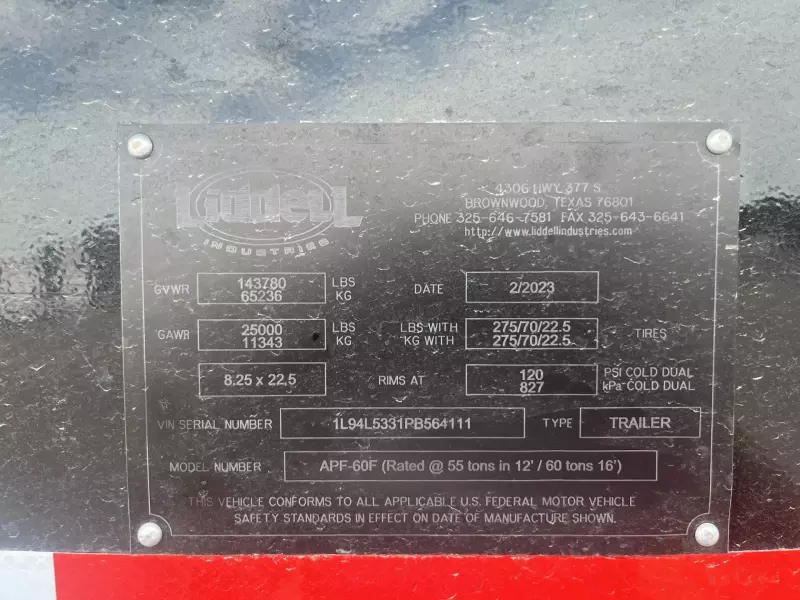 LiddelL
INDUSTRIES
4306 HWY 377 S
BROWNWOOD, TEXAS 76801
PHONE 325-646-7581 FAX 325-643-6641
http://www.liddellindustries.com
GVWR 143780 LBS
65236 KG
DATE 2/2023
GAWR 25000 LBS
11343 KG
LBS WITH 275/70/22.5
KG WITH 275/70/22.5
TIRES
8.25 x 22.5 RIMS AT 120 PSI COLD DUAL
827 kPa COLD DUAL
VIN SERIAL NUMBER 1L94L5331PB564111 TYPE TRAILER
MODEL NUMBER APF-60F (Rated @ 55 tons in 12' / 60 tons 16')
THIS VEHICLE CONFORMS TO ALL APPLICABLE U.S. FEDERAL MOTOR VEHICLE
SAFETY STANDARDS IN EFFECT ON DATE OF MANUFACTURE SHOWN.